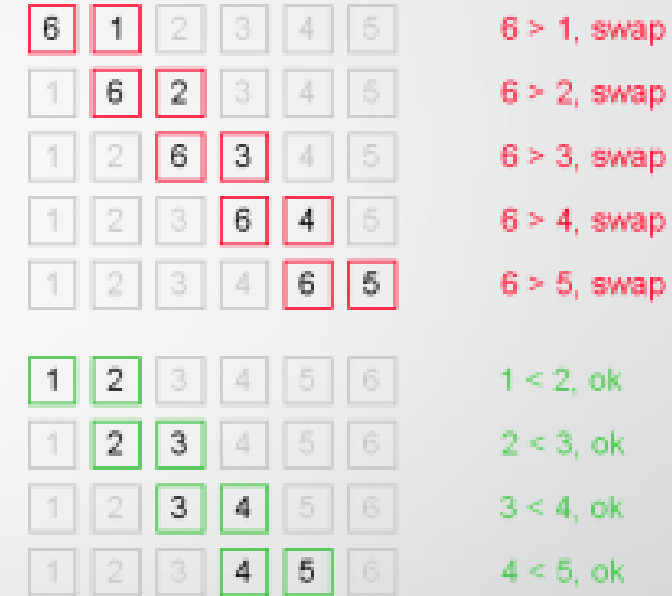 6 1 2 3 4 5 6 > 1, swap
1 6 2 3 4 5 6 > 2, swap
1 2 6 3 4 5 6 > 3, swap
1 2 3 6 4 5 6 > 4, swap
1 2 3 4 6 5 6 > 5, swap
1 2 3 4 5 6 1 < 2, ok
1 2 3 4 5 6 2 < 3, ok
1 2 3 4 5 6 3 < 4, ok
1 2 3 4 5 6 4 < 5, ok